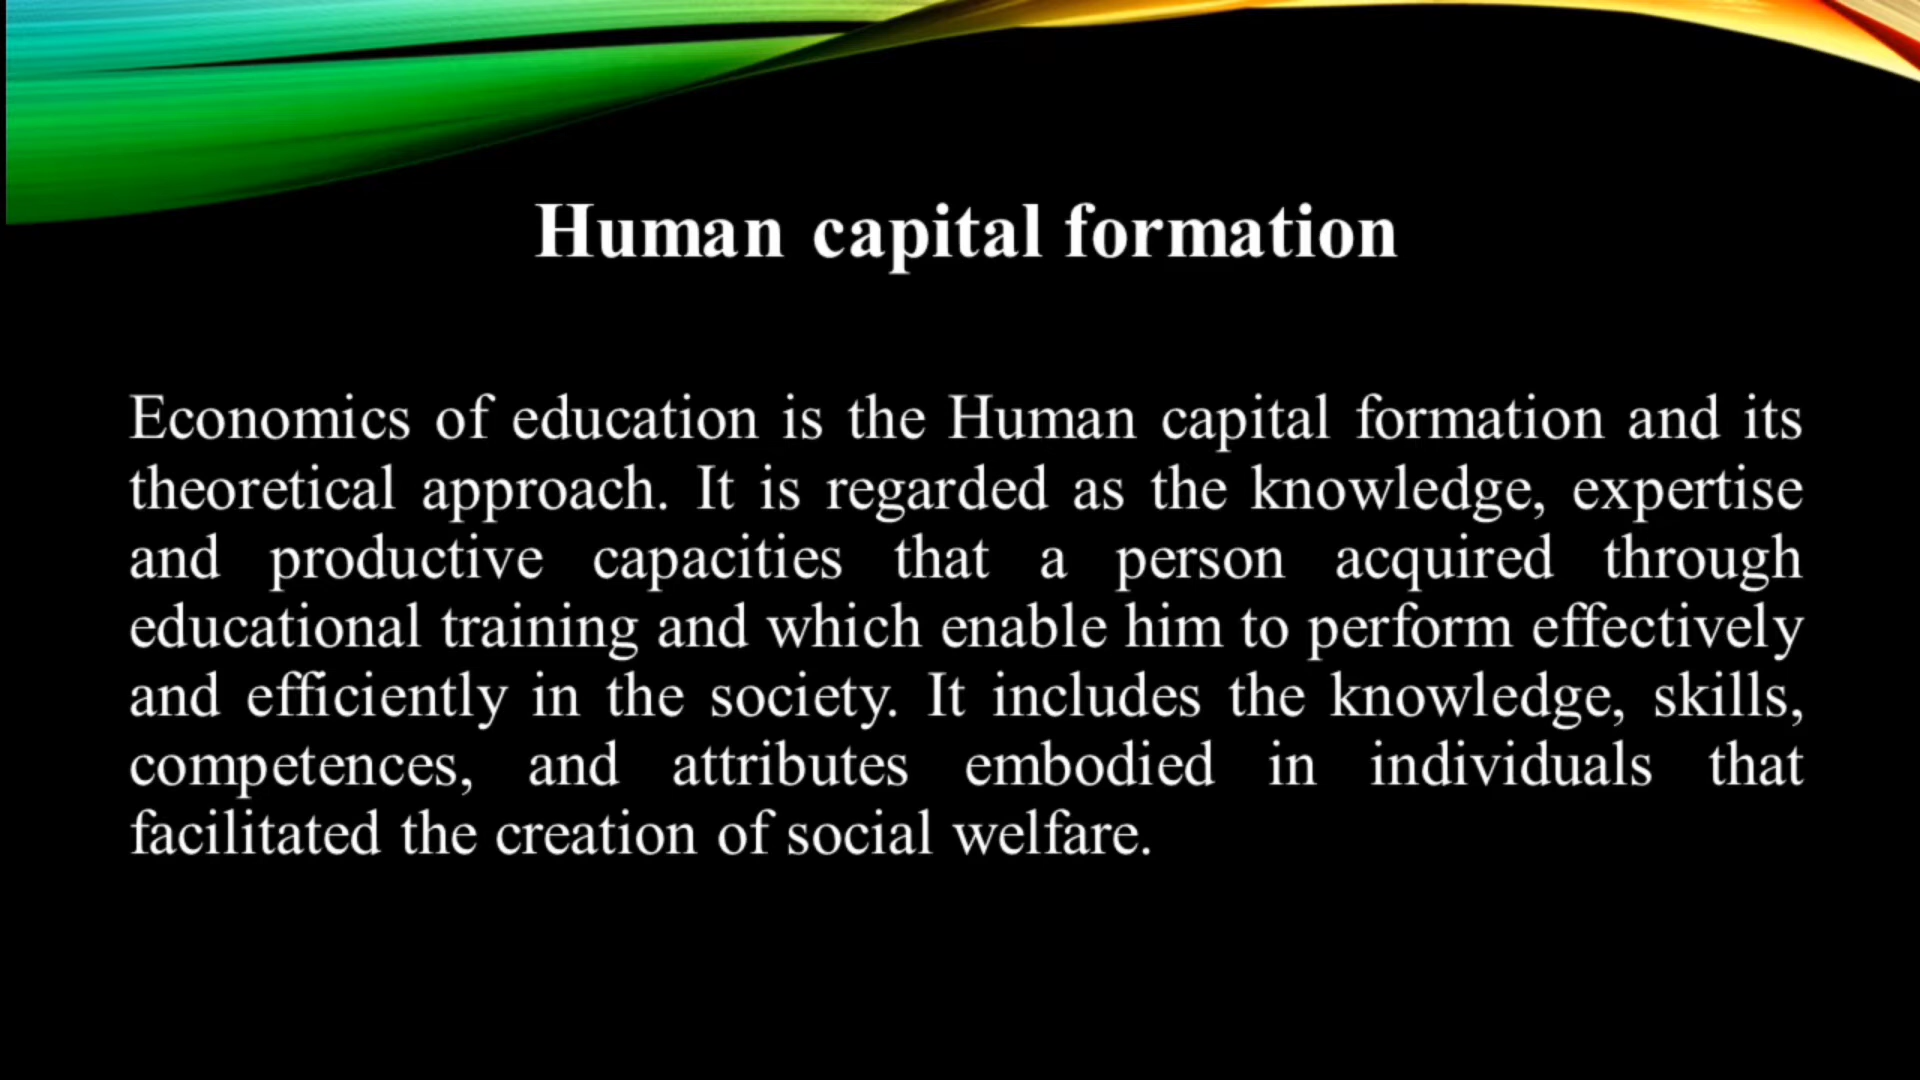 Human capital formation
Economics of education is the Human capital formation and its
theoretical approach. It is regarded as the knowledge, expertise
and productive capacities that a person acquired through
educational training and which enable him to perform effectively
and efficiently in the society. It includes the knowledge, skills,
competences, and attributes embodied in individuals that
facilitated the creation of social welfare.